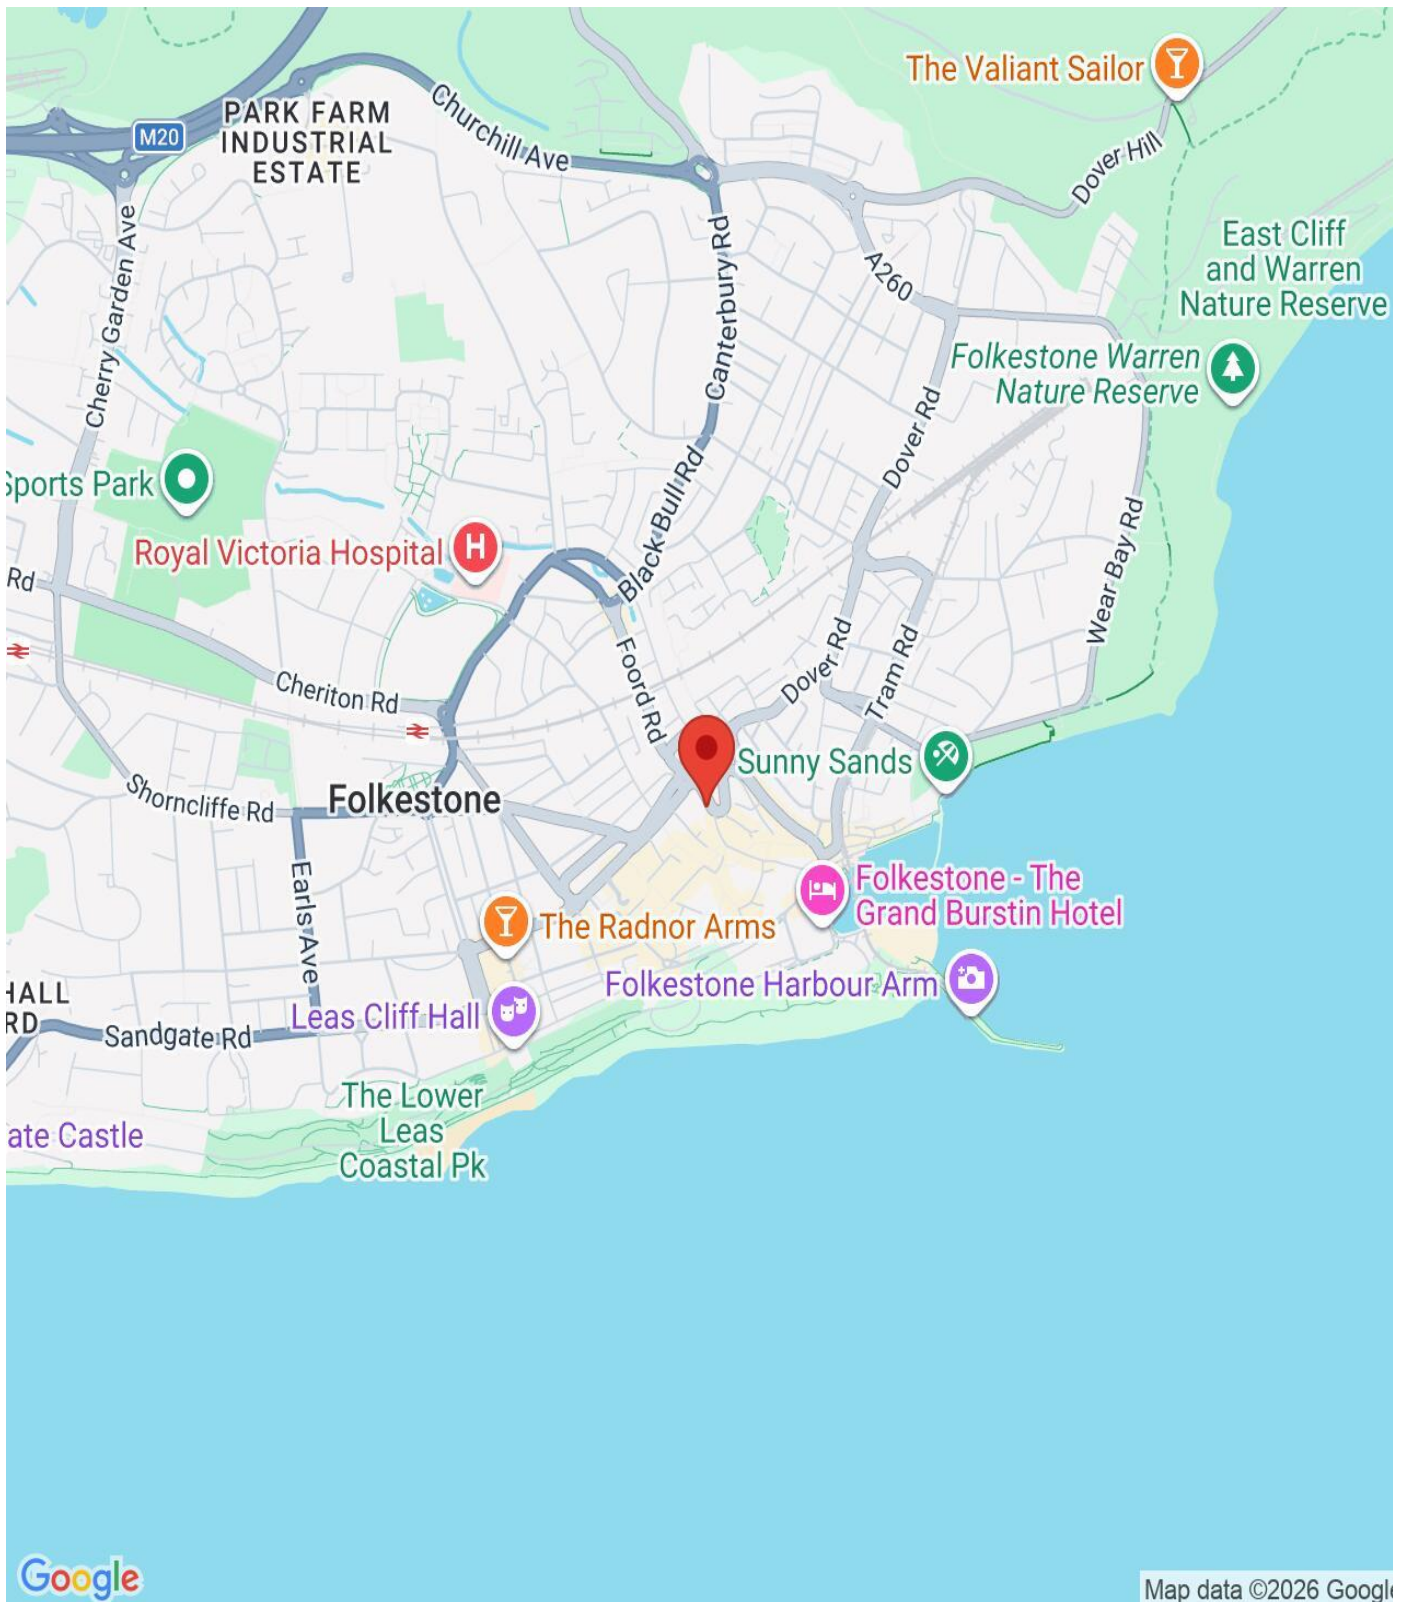 The Valiant Sailor
PARK FARM
INDUSTRIAL
ESTATE
M20
Churchill Ave
Dover Hill
Cherry Garden Ave
Canterbury Rd
A260
East Cliff
and Warren
Nature Reserve
Folkestone Warren
Nature Reserve
Dover Rd
Sports Park
Black Bull Rd
Royal Victoria Hospital
H
Rd
Wear Bay Rd
Foord Rd
Dover Rd
Tram Rd
Cheriton Rd
Sunny Sands
Shorncliffe Rd
Folkestone
Earls Ave
Folkestone - The
Grand Burstin Hotel
The Radnor Arms
Folkestone Harbour Arm
HALL
RD
Leas Cliff Hall
Sandgate Rd
The Lower
Leas
Coastal Pk
ate Castle
Google
Map data ©2026 Google